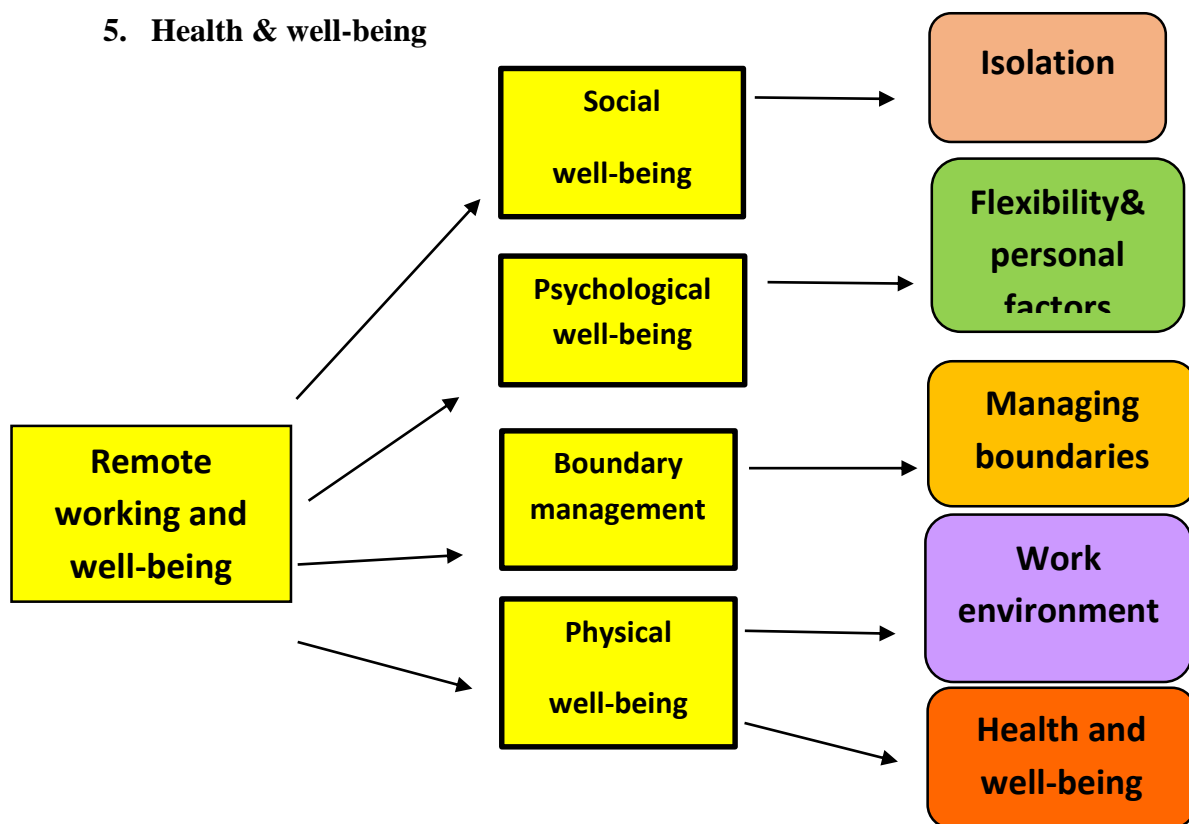 5. Health & well-being
Social
well-being
Isolation
Psychological
well-being
Flexibility&
personal
factors
Remote
working and
well-being
Boundary
management
Managing
boundaries
Physical
well-being
Work
environment
Health and
well-being